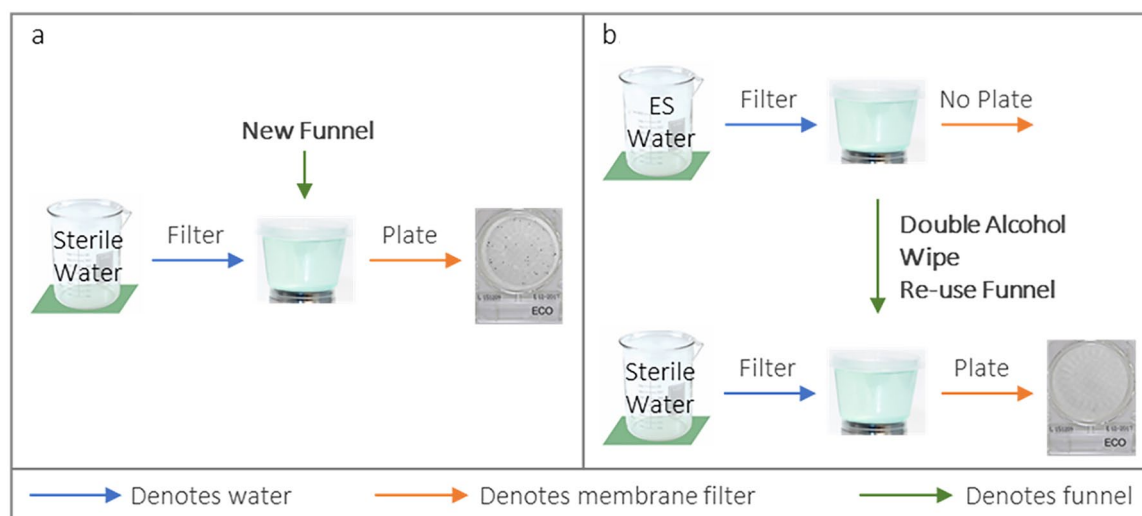 a
New Funnel
Sterile
Water
Filter
Plate
ECO
b
ES
Water
Filter
No Plate
Double Alcohol
Wipe
Re-use Funnel
Sterile
Water
Filter
Plate
ECO
Denotes water
Denotes membrane filter
Denotes funnel